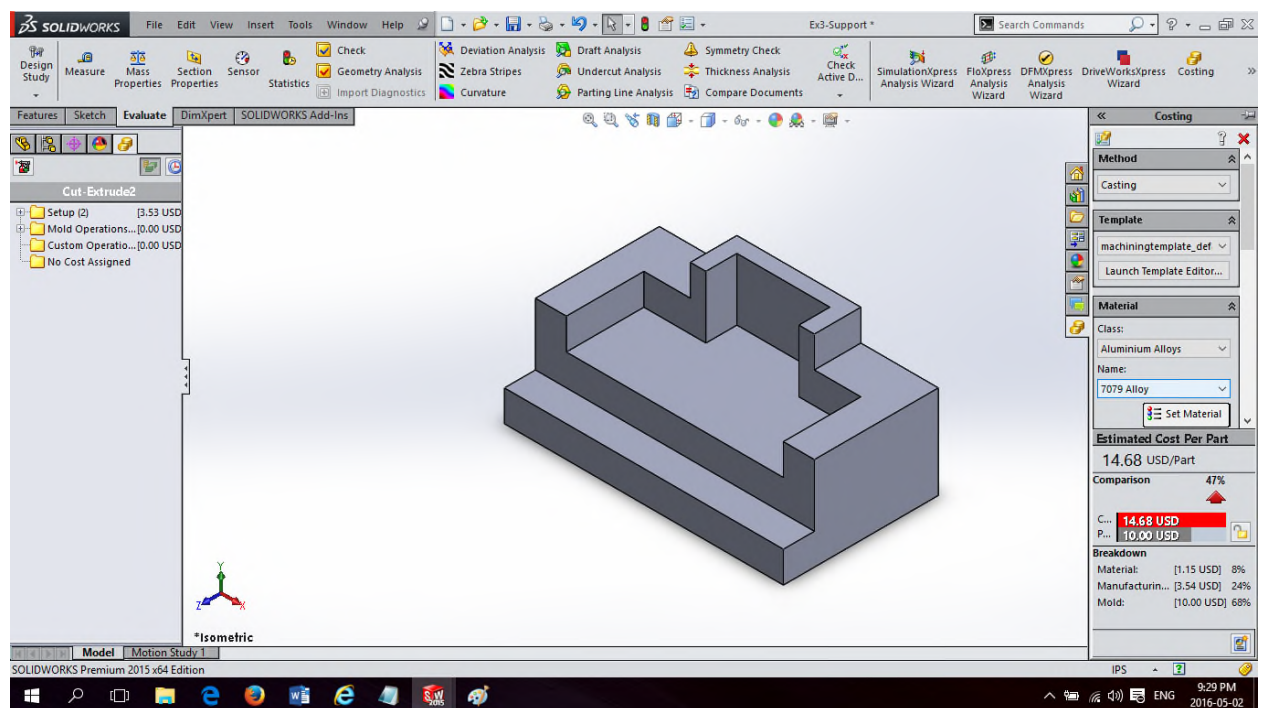 SOLIDWORKS File Edit View Insert Tools Window Help Ex3-Support * Search Commands ?
Design Study
Measure
Mass Properties
Section Properties
Sensor
Statistics
Check
Geometry Analysis
Import Diagnostics
Deviation Analysis
Zebra Stripes
Curvature
Draft Analysis
Undercut Analysis
Parting Line Analysis
Symmetry Check
Thickness Analysis
Compare Documents
Check Active D...
SimulationXpress Analysis Wizard
FloXpress Analysis Wizard
DFMXpress Analysis Wizard
DriveWorksXpress Wizard
Costing
Features Sketch Evaluate DimXpert SOLIDWORKS Add-Ins
Cut-Extrude2
Setup (2) [3.53 USD
Mold Operations...[0.00 USD
Custom Operatio...[0.00 USD
No Cost Assigned
Y
Z X
*Isometric
Costing
Method
Casting
Template
machiningtemplate_def
Launch Template Editor...
Material
Class:
Aluminium Alloys
Name:
7079 Alloy
Set Material
Estimated Cost Per Part
14.68 USD/Part
Comparison 47%
C... 14.68 USD
P... 10.00 USD
Breakdown
Material: [1.15 USD] 8%
Manufacturin... [3.54 USD] 24%
Mold: [10.00 USD] 68%
Model Motion Study 1
SOLIDWORKS Premium 2015 x64 Edition IPS
ENG 9:29 PM
2016-05-02